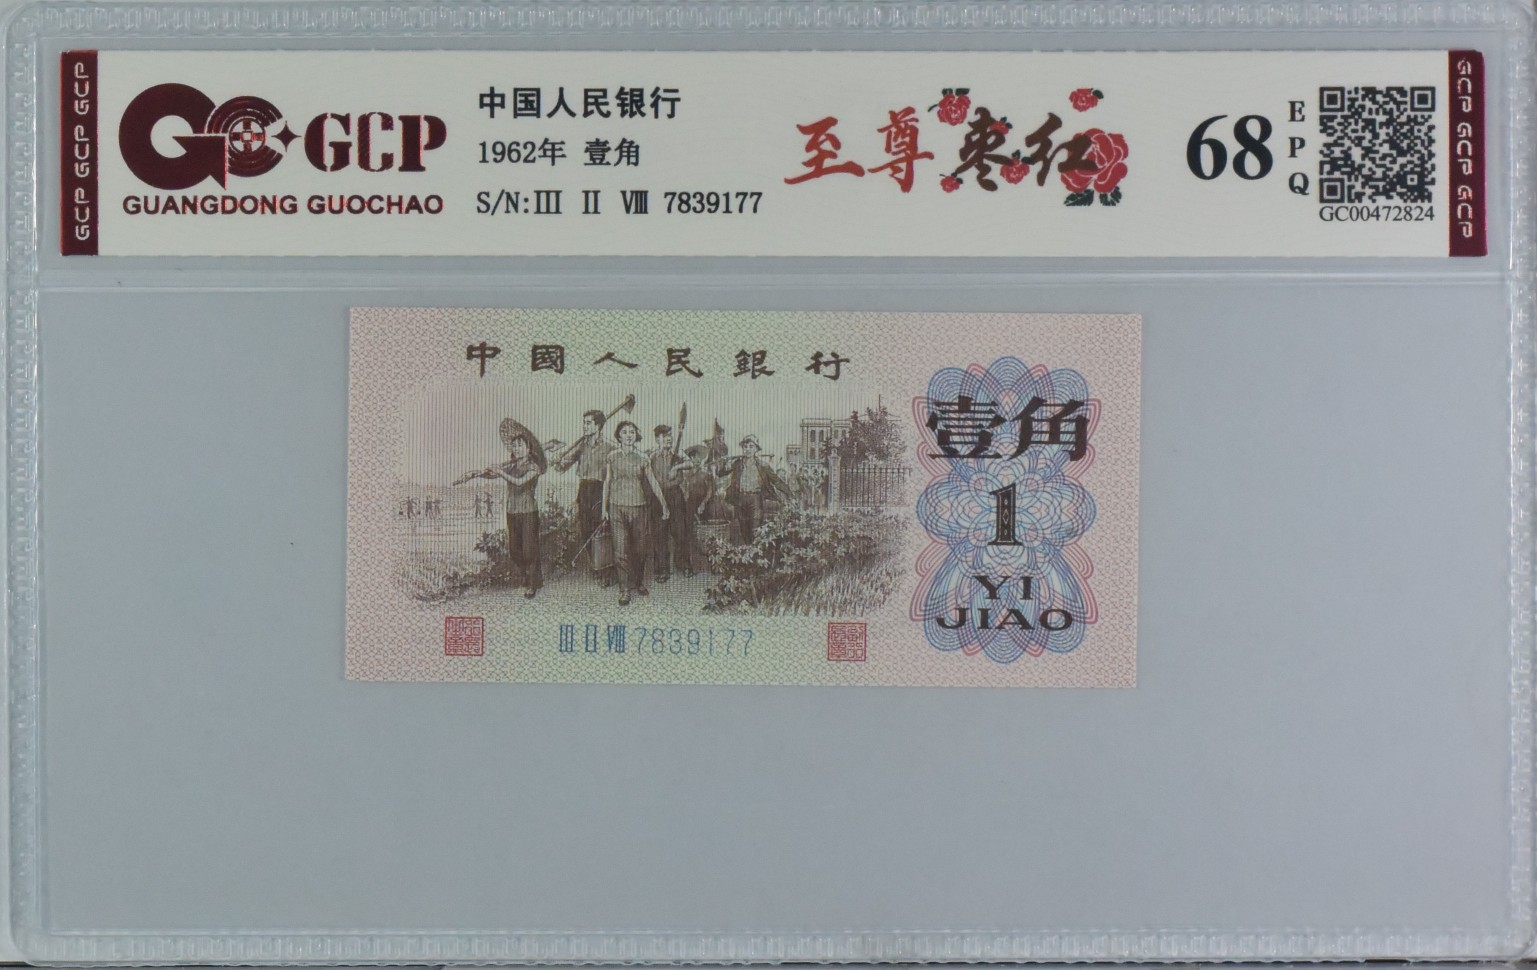 GCP GCP GCP
GCP
GUANGDONG GUOCHAO
中国人民银行
1962年 壹角
S/N:III II VIII 7839177
至尊枣红
68
EPQ
GC00472824
GCP GCP GCP
中國人民銀行
壹角
1
YI
JIAO
III II VIII 7839177